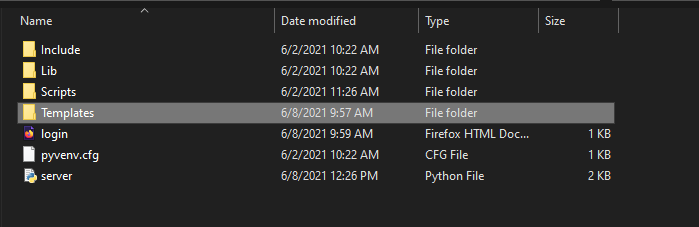 Name Date modified Type Size
Include 6/2/2021 10:22 AM File folder
Lib 6/2/2021 10:22 AM File folder
Scripts 6/2/2021 11:26 AM File folder
Templates 6/8/2021 9:57 AM File folder
login 6/8/2021 9:59 AM Firefox HTML Doc... 1 KB
pyvenv.cfg 6/2/2021 10:22 AM CFG File 1 KB
server 6/8/2021 12:26 PM Python File 2 KB